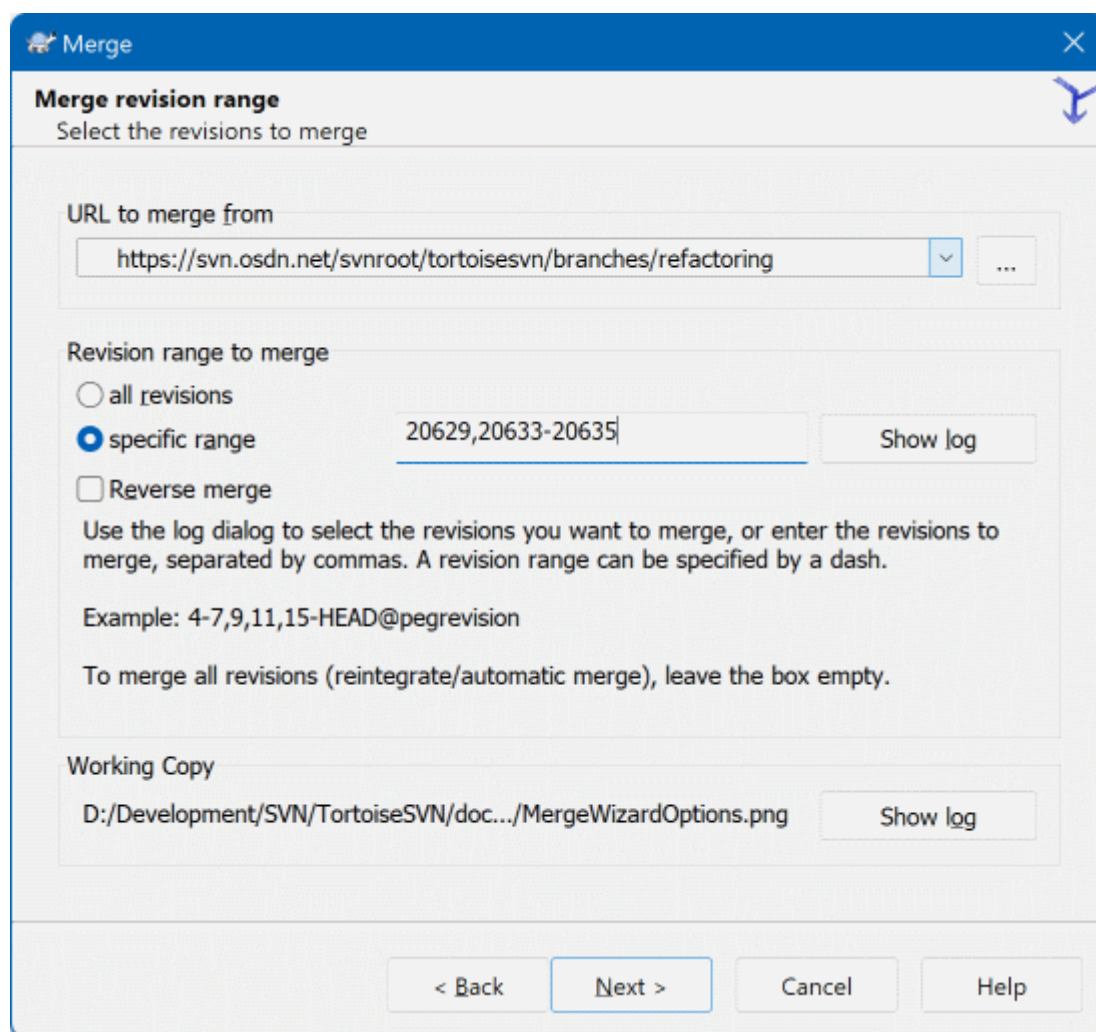 Merge
Merge revision range
Select the revisions to merge
URL to merge from
https://svn.osdn.net/svnroot/tortoisesvn/branches/refactoring
...
Revision range to merge
all revisions
specific range
20629,20633-20635
Show log
Reverse merge
Use the log dialog to select the revisions you want to merge, or enter the revisions to
merge, separated by commas. A revision range can be specified by a dash.
Example: 4-7,9,11,15-HEAD@pegrevision
To merge all revisions (reintegrate/automatic merge), leave the box empty.
Working Copy
D:/Development/SVN/TortoiseSVN/doc.../MergeWizardOptions.png
Show log
< Back
Next >
Cancel
Help